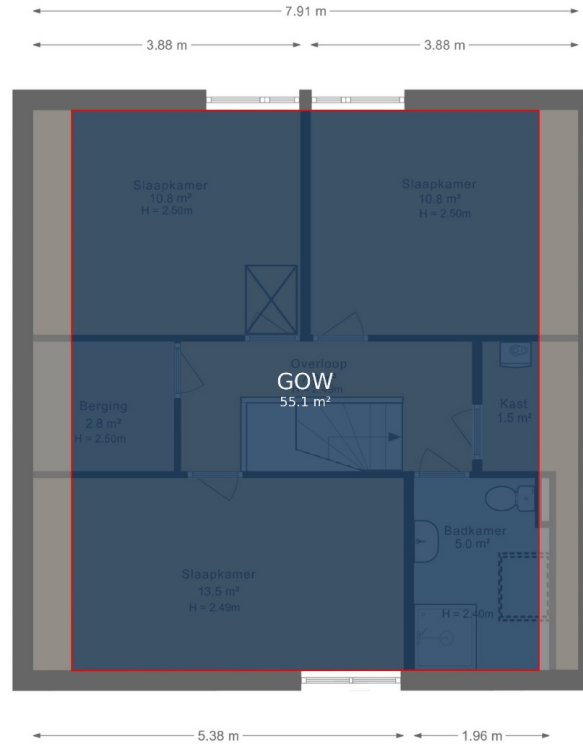 7.91 m
3.88 m
3.88 m
Slaapkamer
10.8 m²
H = 2.50m
Slaapkamer
10.8 m²
H = 2.50m
Overloop
GOW
55.1 m²
Berging
2.8 m²
H = 2.50m
Kast
1.5 m²
Slaapkamer
13.5 m²
H = 2.49m
Badkamer
5.0 m²
H = 2.40m
5.38 m
1.96 m